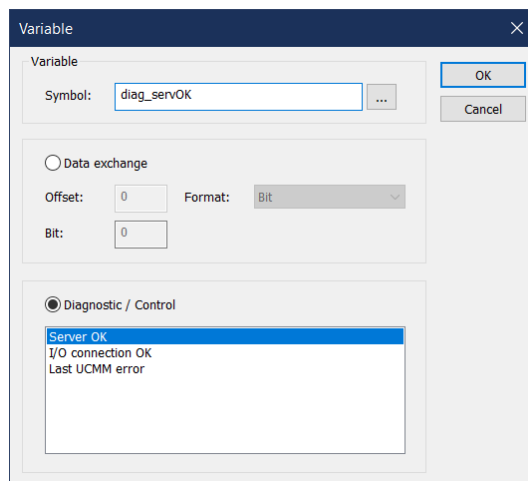 Variable
Variable
Symbol: diag_servOK ...
OK
Cancel
Data exchange
Offset: 0 Format: Bit
Bit: 0
Diagnostic / Control
Server OK
I/O connection OK
Last UCMM error